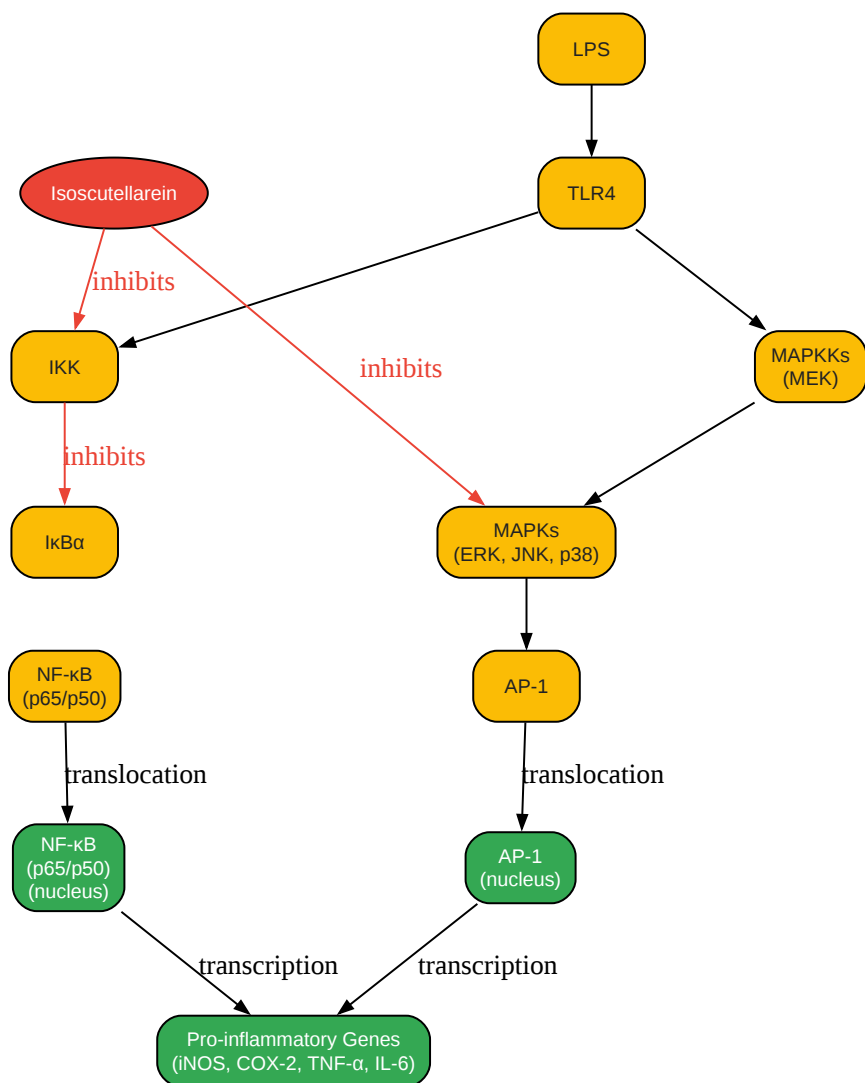 LPS
Isoscutellarein
TLR4
inhibits
IKK
inhibits
MAPKKs
(MEK)
inhibits
IκBα
MAPKs
(ERK, JNK, p38)
NF-κB
(p65/p50)
AP-1
translocation
translocation
NF-κB
(p65/p50)
(nucleus)
AP-1
(nucleus)
transcription
transcription
Pro-inflammatory Genes
(iNOS, COX-2, TNF-α, IL-6)